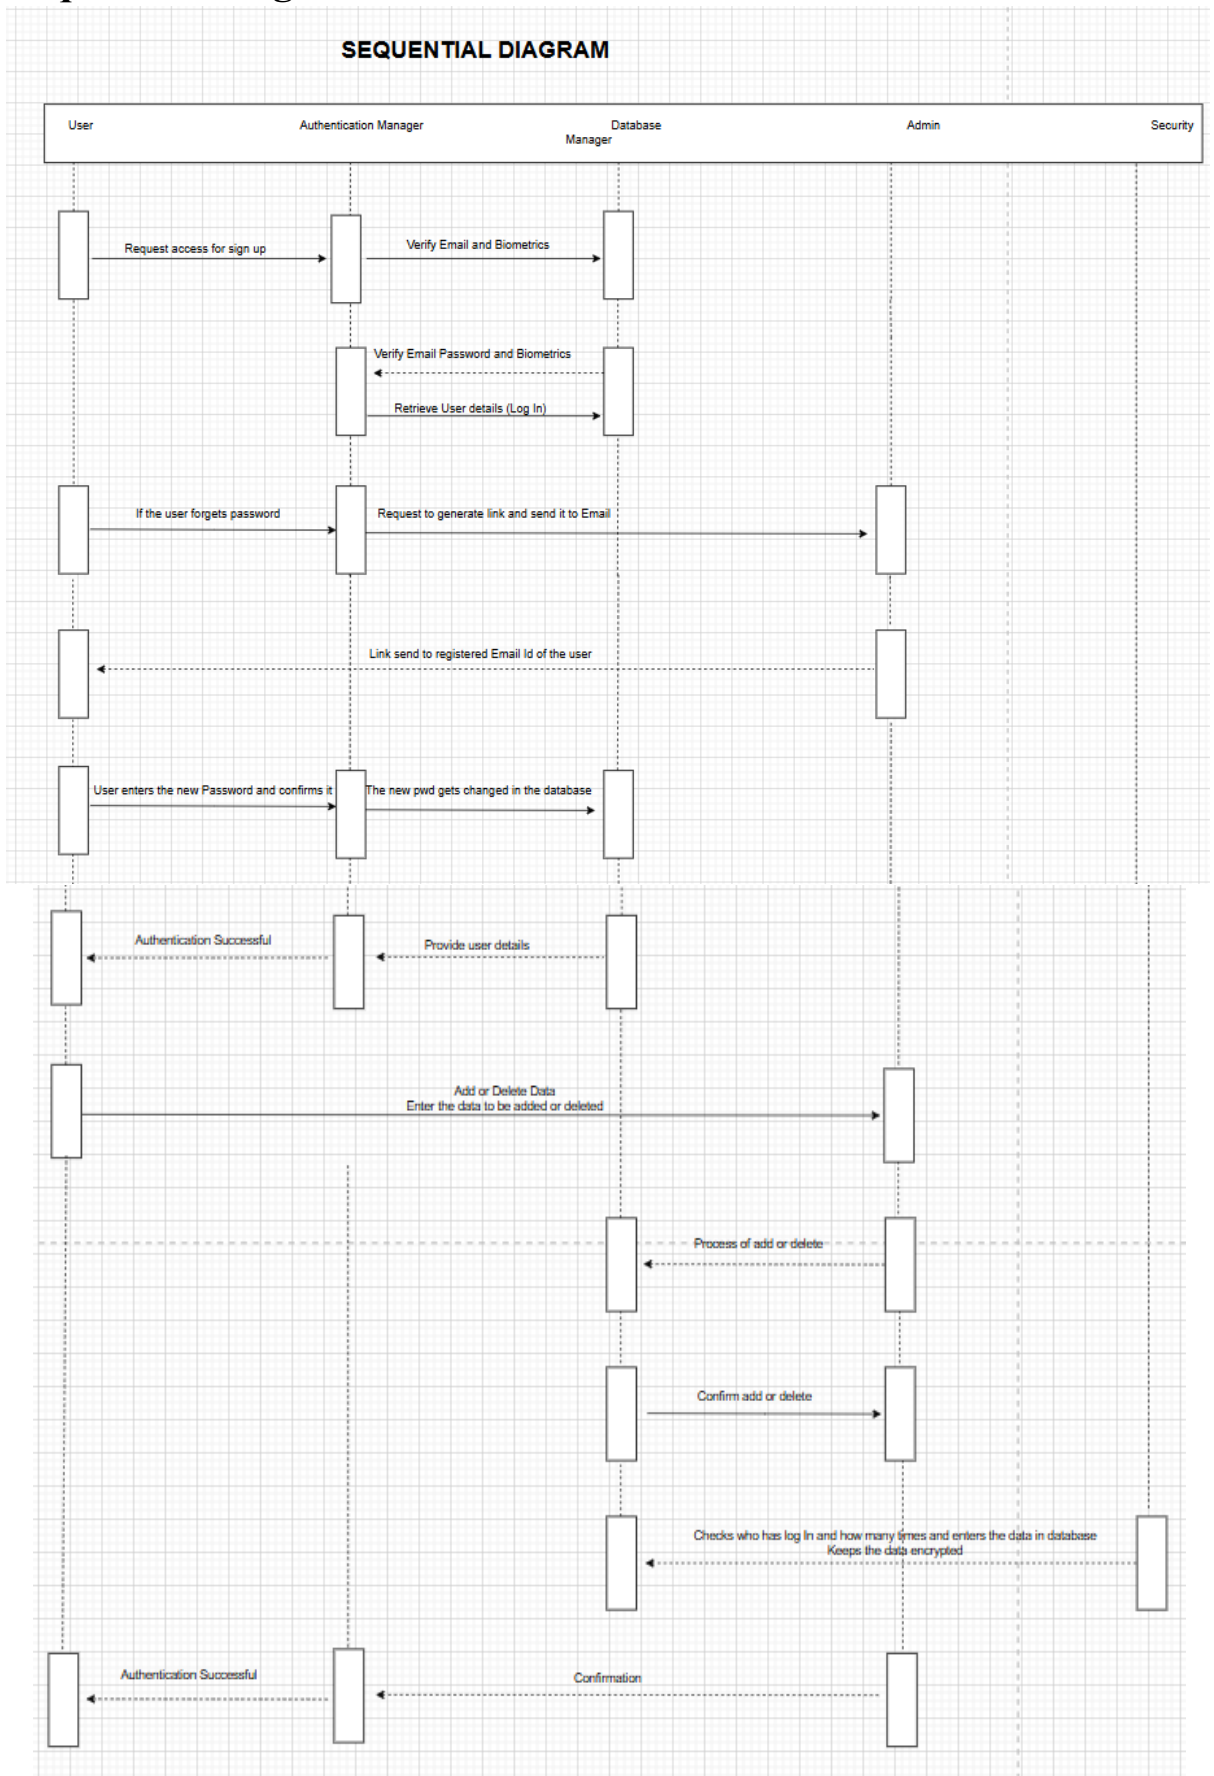 SEQUENTIAL DIAGRAM
User
Authentication Manager
Database
Manager
Admin
Security
Request access for sign up
Verify Email and Biometrics
Verify Email Password and Biometrics
Retrieve User details (Log In)
If the user forgets password
Request to generate link and send it to Email
Link send to registered Email Id of the user
User enters the new Password and confirms it
The new pwd gets changed in the database
Authentication Successful
Provide user details
Add or Delete Data
Enter the data to be added or deleted
Process of add or delete
Confirm add or delete
Checks who has log In and how many times and enters the data in database
Keeps the data encrypted
Authentication Successful
Confirmation